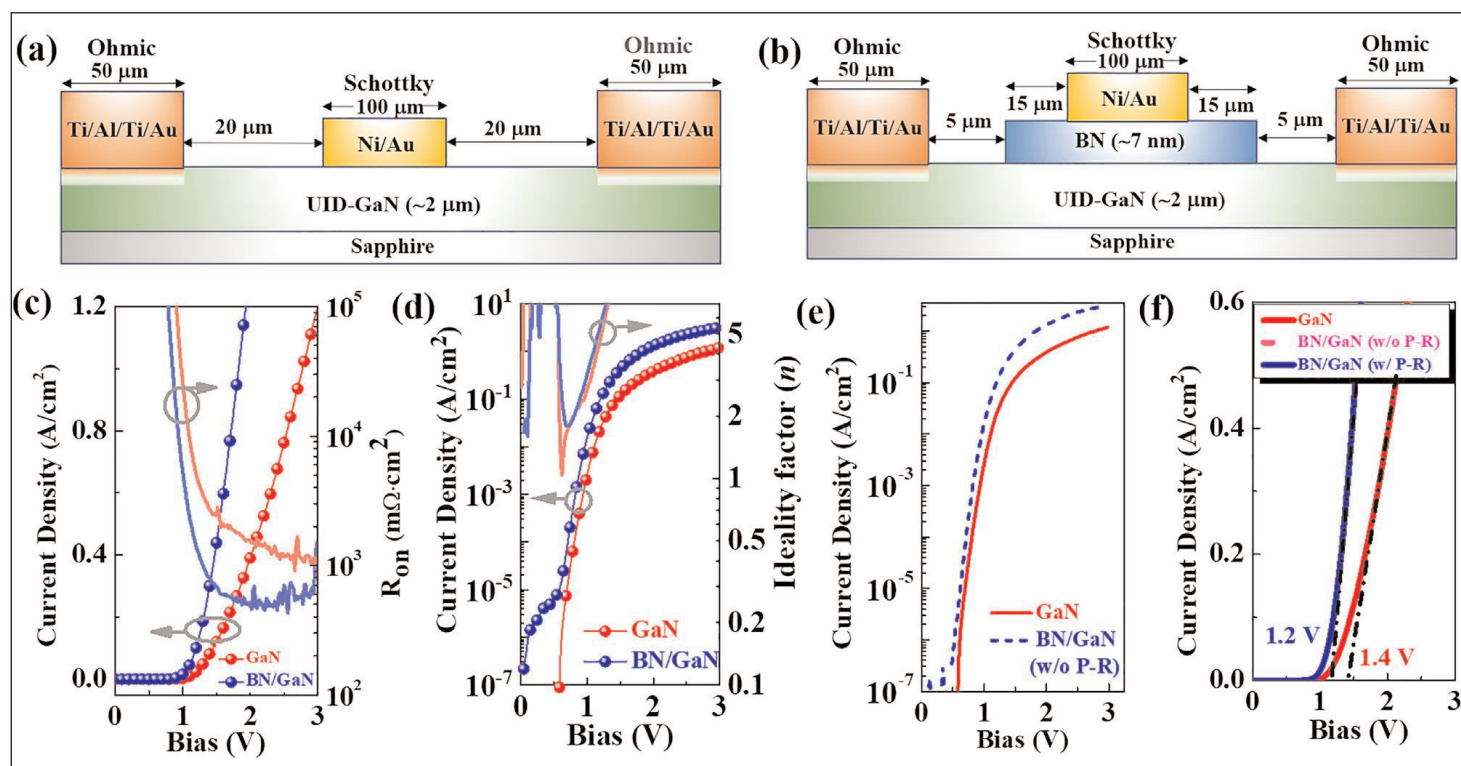 (a)
Ohmic
50 μm
Schottky
100 μm
Ohmic
50 μm
Ti/Al/Ti/Au
20 μm
Ni/Au
20 μm
Ti/Al/Ti/Au
UID-GaN (~2 μm)
Sapphire
(b)
Ohmic
50 μm
Schottky
100 μm
Ohmic
50 μm
15 μm
15 μm
Ti/Al/Ti/Au
5 μm
Ni/Au
BN (~7 nm)
5 μm
Ti/Al/Ti/Au
UID-GaN (~2 μm)
Sapphire
(c)
1.2
0.8
0.4
0.0
Current Density (A/cm²)
10⁵
10⁴
10³
10²
Rₒₙ (mΩ·cm²)
GaN
BN/GaN
0 1 2 3
Bias (V)
(d)
10¹
10⁻¹
10⁻³
10⁻⁵
10⁻⁷
Current Density (A/cm²)
5
2
1
0.5
0.2
0.1
Ideality factor (n)
GaN
BN/GaN
0 1 2 3
Bias (V)
(e)
10⁻¹
10⁻³
10⁻⁵
10⁻⁷
Current Density (A/cm²)
GaN
BN/GaN
(w/o P-R)
0 1 2 3
Bias (V)
(f)
0.6
0.4
0.2
0.0
Current Density (A/cm²)
GaN
BN/GaN (w/o P-R)
BN/GaN (w/ P-R)
1.2 V
1.4 V
0 1 2 3
Bias (V)